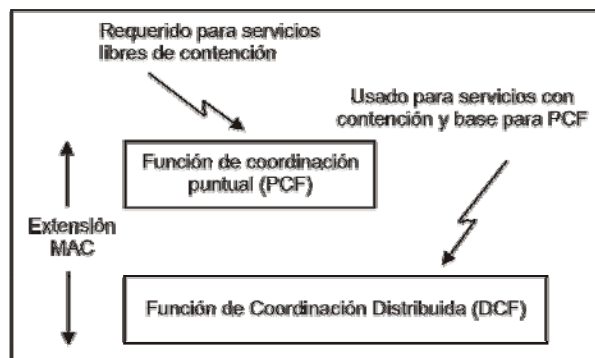 Requerido para servicios
libres de contención
Usado para servicios con
contención y base para PCF
Función de coordinación
puntual (PCF)
Extensión
MAC
Función de Coordinación Distribuida (DCF)